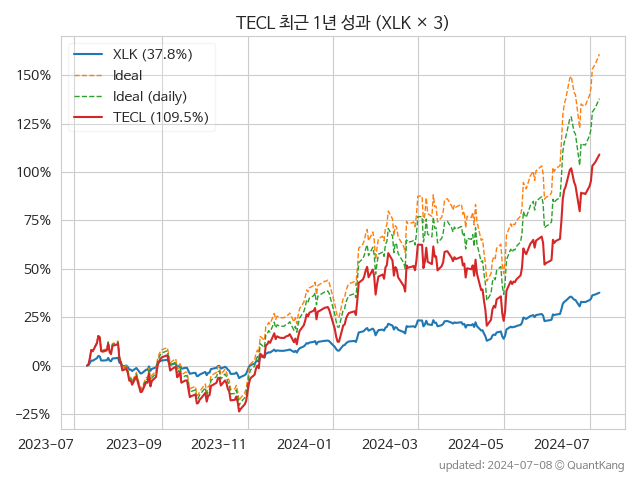 TECL 최근 1년 성과 (XLK × 3)
XLK (37.8%)
Ideal
Ideal (daily)
TECL (109.5%)
150%
125%
100%
75%
50%
25%
0%
−25%
2023-07 2023-09 2023-11 2024-01 2024-03 2024-05 2024-07
updated: 2024-07-08 © QuantKang